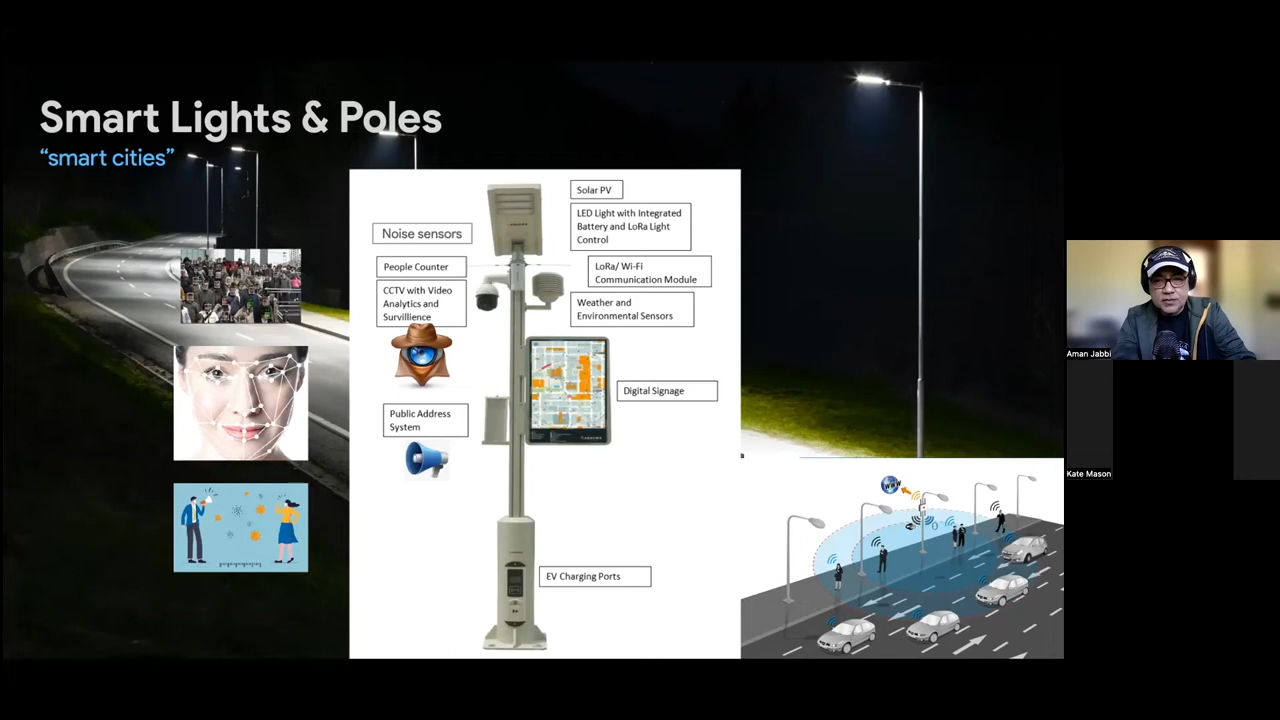 Smart Lights & Poles
“smart cities”
Noise sensors
People Counter
CCTV with Video
Analytics and
Survillience
Public Address
System
Solar PV
LED Light with Integrated
Battery and LoRa Light
Control
LoRa/ Wi-Fi
Communication Module
Weather and
Environmental Sensors
Digital Signage
EV Charging Ports
WWW
Aman Jabbi
Kate Mason